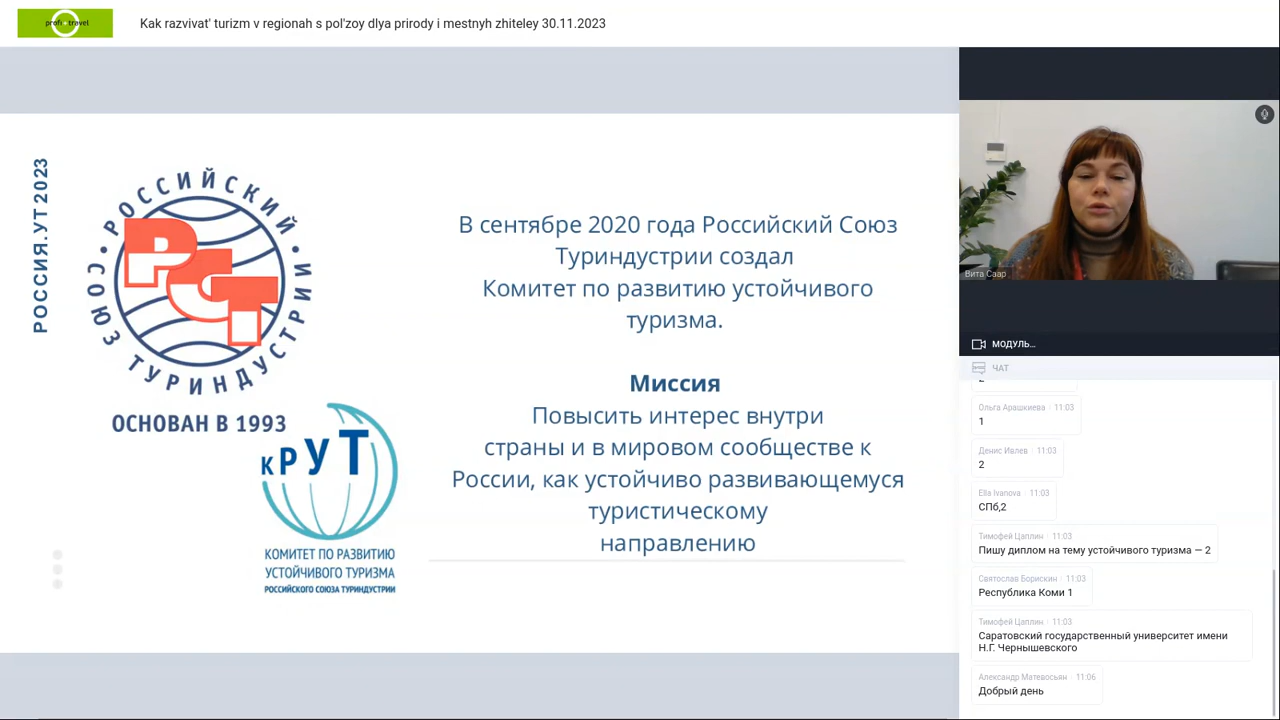 profi travel
Kak razvivat' turizm v regionah s pol'zoy dlya prirody i mestnyh zhiteley 30.11.2023
РОССИЯ.УТ 2023
РОССИЙСКИЙ
СОЮЗ ТУРИНДУСТРИИ
РСТ
ОСНОВАН В 1993
кРУТ
КОМИТЕТ ПО РАЗВИТИЮ
УСТОЙЧИВОГО ТУРИЗМА
РОССИЙСКОГО СОЮЗА ТУРИНДУСТРИИ
В сентябре 2020 года Российский Союз
Туриндустрии создал
Комитет по развитию устойчивого
туризма.
Миссия
Повысить интерес внутри
страны и в мировом сообществе к
России, как устойчиво развивающемуся
туристическому
направлению
Вита Саар
МОДУЛЬ...
ЧАТ
2
Ольга Арашкиева 11:03
1
Денис Ивлев 11:03
2
Ella Ivanova 11:03
СПб,2
Тимофей Цаплин 11:03
Пишу диплом на тему устойчивого туризма — 2
Святослав Борискин 11:03
Республика Коми 1
Тимофей Цаплин 11:03
Саратовский государственный университет имени
Н.Г. Чернышевского
Александр Матевосьян 11:06
Добрый день